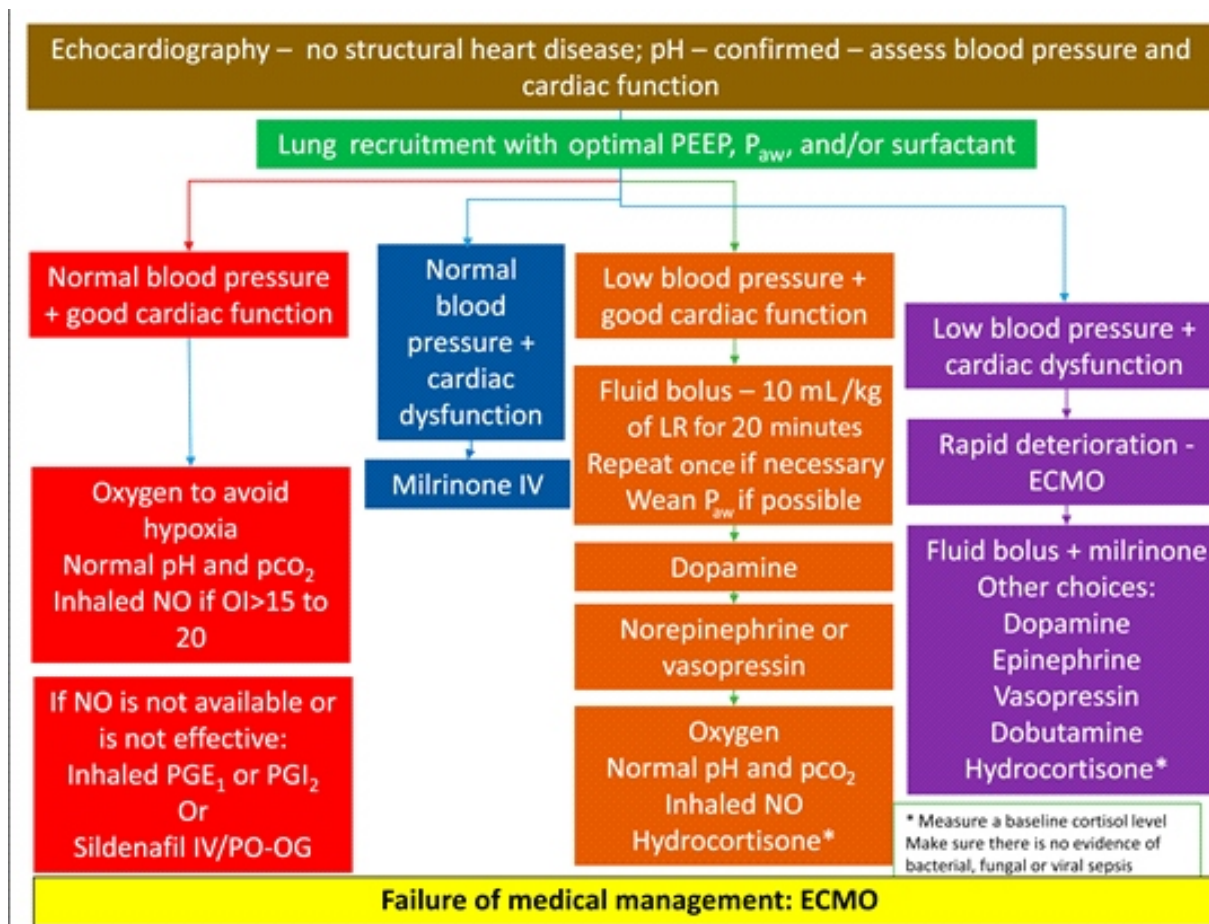 Echocardiography – no structural heart disease; pH – confirmed – assess blood pressure and
cardiac function
Lung recruitment with optimal PEEP, Paw, and/or surfactant
Normal blood pressure
+ good cardiac function
Oxygen to avoid
hypoxia
Normal pH and pCO2
Inhaled NO if OI>15 to
20
If NO is not available or
is not effective:
Inhaled PGE1 or PGI2
Or
Sildenafil IV/PO-OG
Normal
blood
pressure +
cardiac
dysfunction
Milrinone IV
Low blood pressure +
good cardiac function
Fluid bolus – 10 mL/kg
of LR for 20 minutes
Repeat once if necessary
Wean Paw if possible
Dopamine
Norepinephrine or
vasopressin
Oxygen
Normal pH and pCO2
Inhaled NO
Hydrocortisone*
Low blood pressure +
cardiac dysfunction
Rapid deterioration -
ECMO
Fluid bolus + milrinone
Other choices:
Dopamine
Epinephrine
Vasopressin
Dobutamine
Hydrocortisone*
* Measure a baseline cortisol level
Make sure there is no evidence of
bacterial, fungal or viral sepsis
Failure of medical management: ECMO